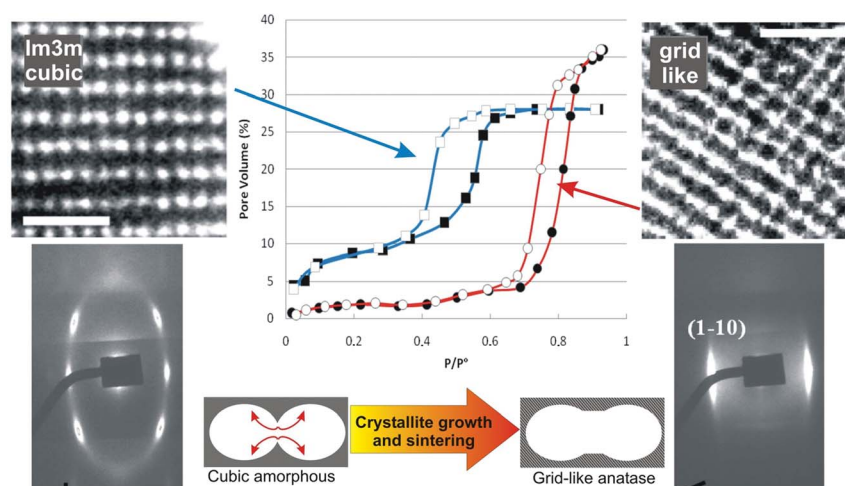 Im3m
cubic
grid
like
Pore Volume (%)
40
35
30
25
20
15
10
5
0
0
0.2
0.4
0.6
0.8
1
P/P°
(1-10)
Crystallite growth
and sintering
Cubic amorphous
Grid-like anatase